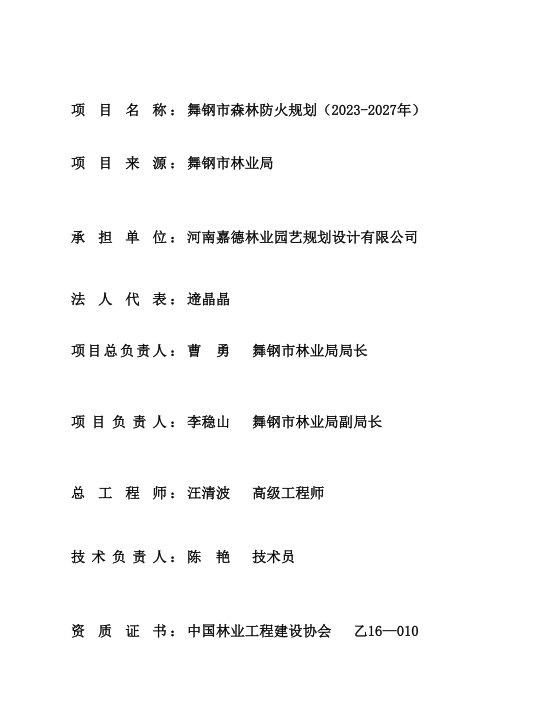 项目名称：舞钢市森林防火规划（2023-2027年）
项目来源：舞钢市林业局
承担单位：河南嘉德林业园艺规划设计有限公司
法人代表：逯晶晶
项目总负责人：曹 勇 舞钢市林业局局长
项目负责人：李稳山 舞钢市林业局副局长
总工程师：汪清波 高级工程师
技术负责人：陈 艳 技术员
资质证书：中国林业工程建设协会 乙16—010